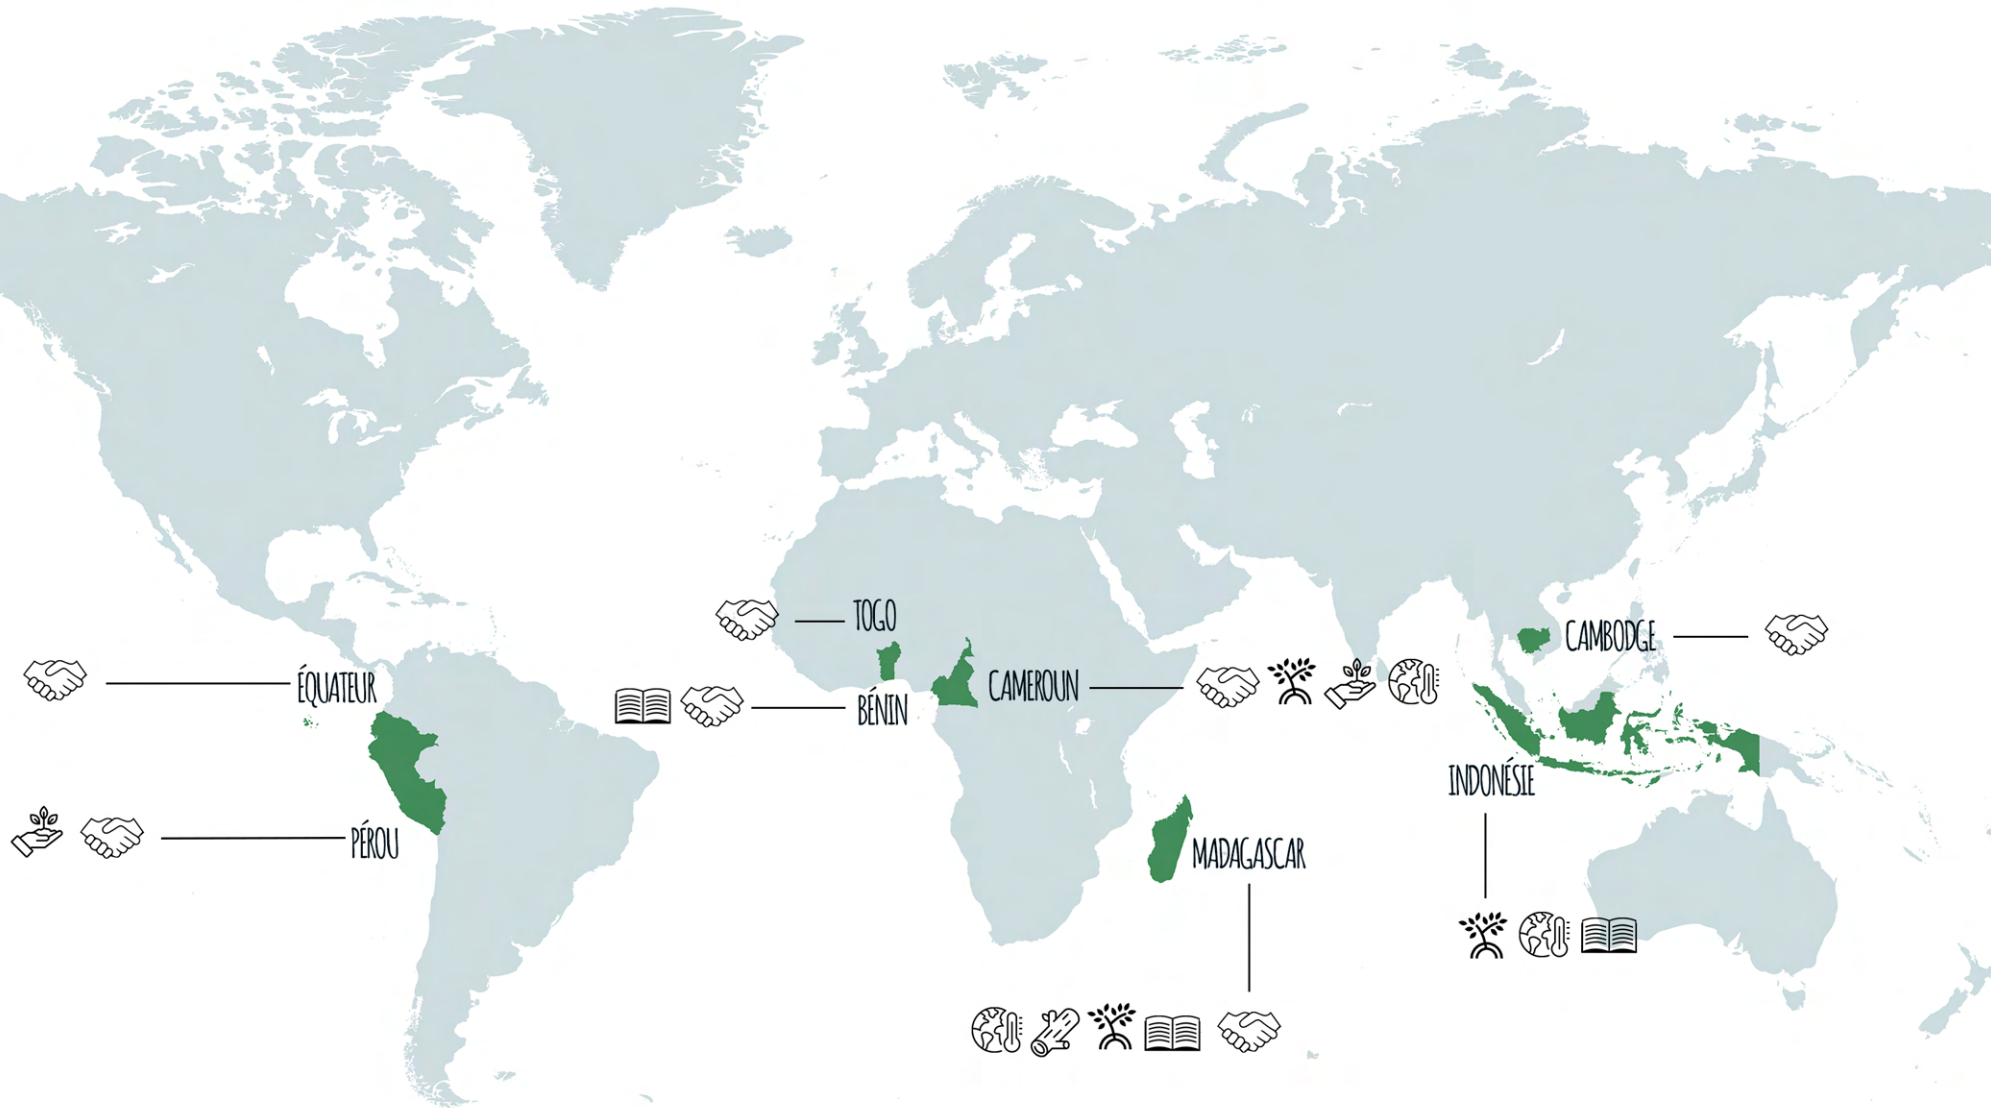 TOGO
CAMBODGE
ÉQUATEUR
CAMEROUN
BÉNIN
INDONÉSIE
PÉROU
MADAGASCAR